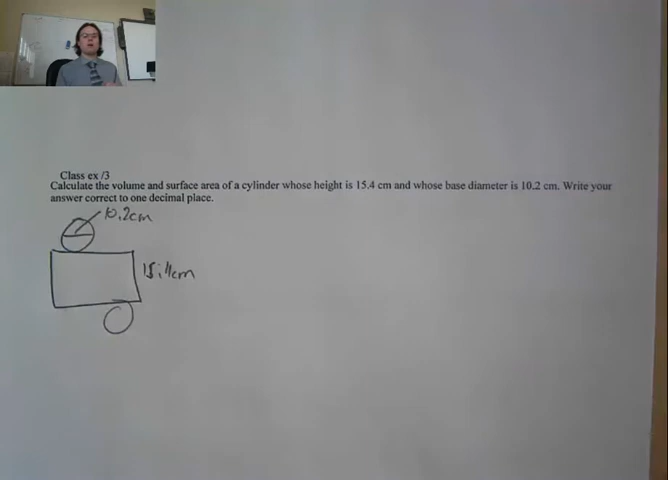 Class ex /3
Calculate the volume and surface area of a cylinder whose height is 15.4 cm and whose base diameter is 10.2 cm. Write your
answer correct to one decimal place.
10.2cm
15.4cm